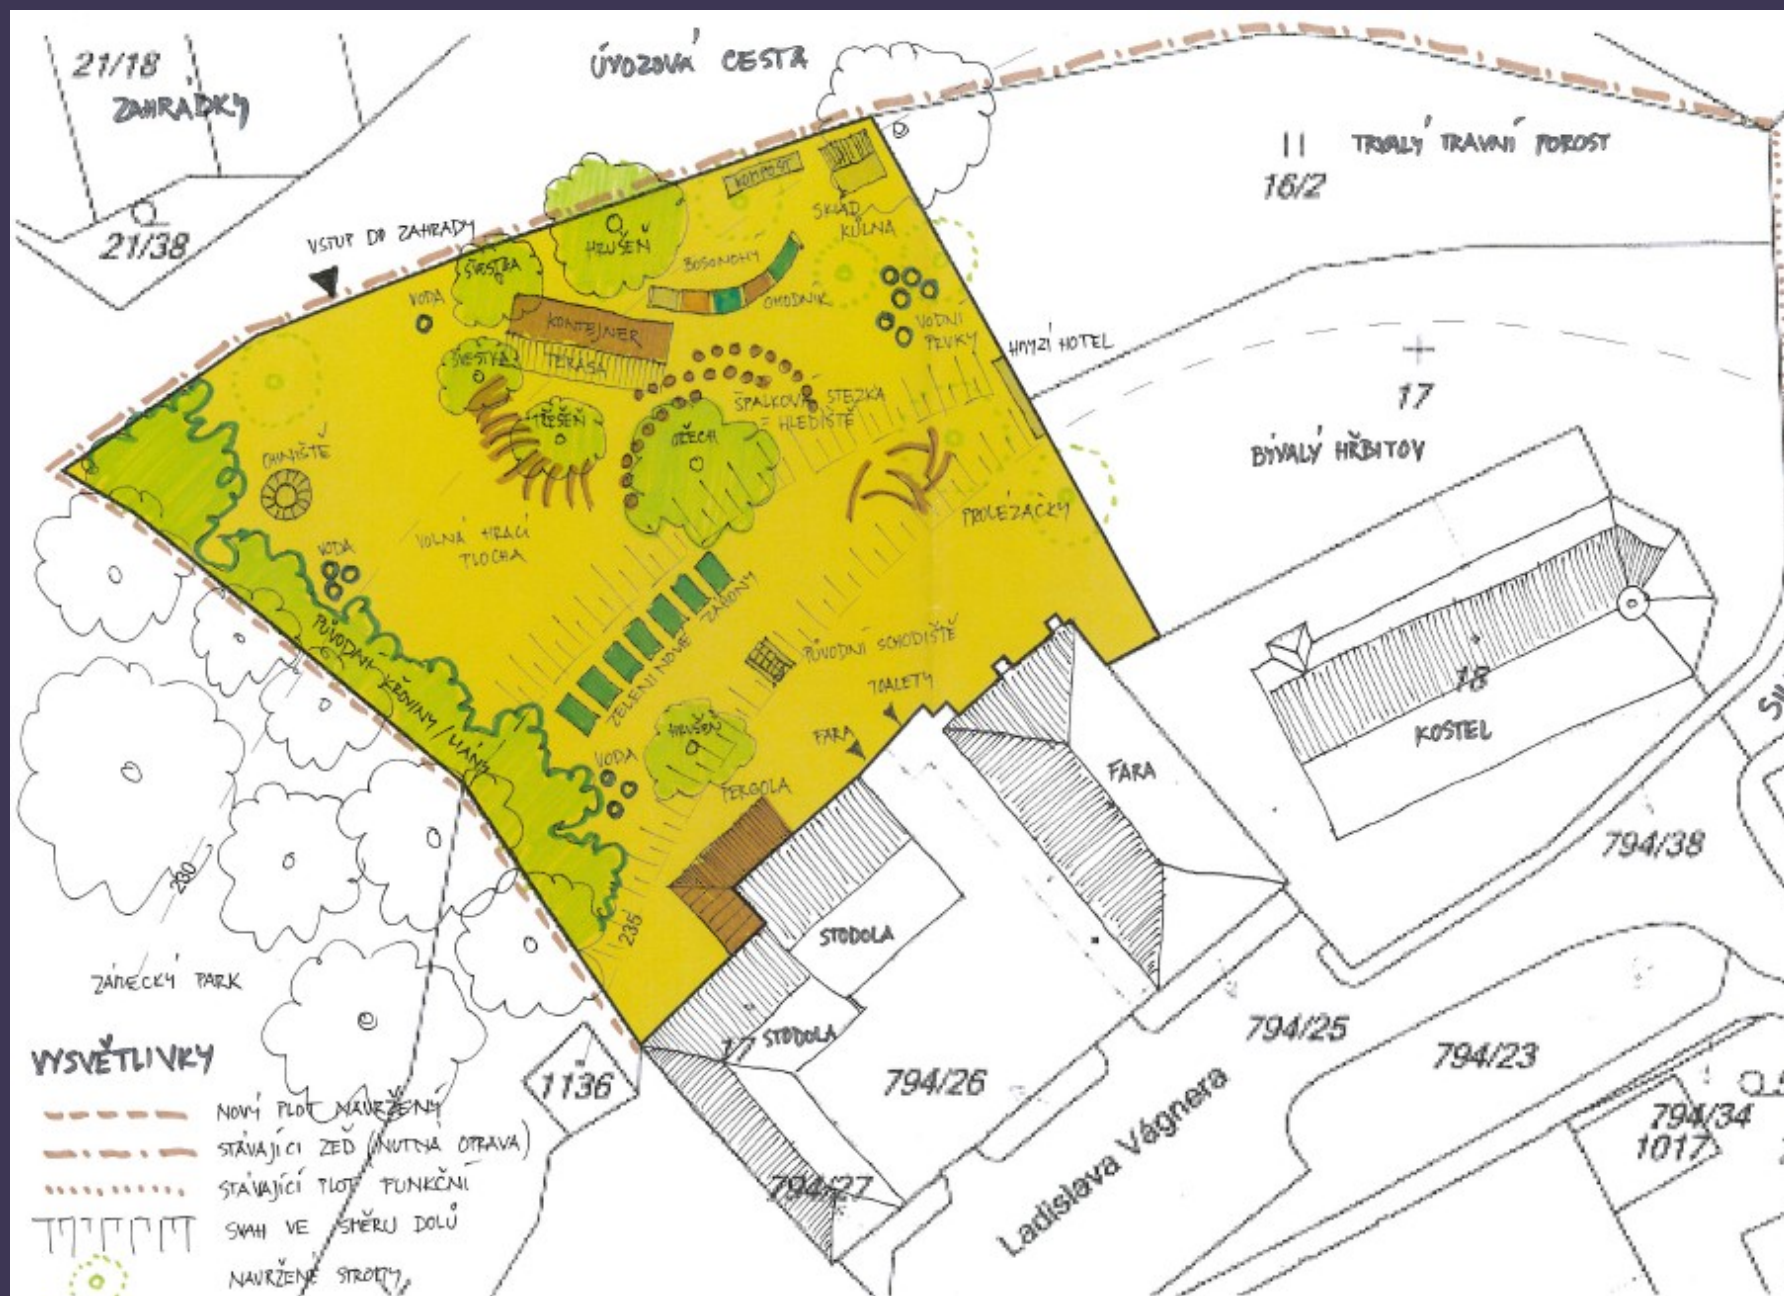 21/18
ZAHRÁDKY
21/38
ÚVOZOVÁ CESTA
TRVALÝ TRAVNÍ POROST
16/2
VSTUP DO ZAHRADY
KOMPOST
SKLAD
KŮLNA
HRUŠEŇ
ŠVESTKA
VODA
BOSONOHÝ
CHODNÍK
VODNÍ
PRVKY
KONTEJNER
TERASA
ŠVESTKA
HMYZÍ HOTEL
17
BÝVALÝ HŘBITOV
ŠPALKOVÁ STEZKA
= HLEDIŠTĚ
TŘEŠEŇ
OŘECH
OHNIŠTĚ
PROLÉZAČKY
VOLNÁ HRACÍ
PLOCHA
VODA
PŮVODNÍ KŘOVINY / LIÁNY
ZELENINOVÉ ZÁHONY
PŮVODNÍ SCHODIŠTĚ
TOALETY
FARA
HRUŠEŇ
VODA
PERGOLA
FARA
18
KOSTEL
794/38
230
235
STODOLA
STODOLA
ZÁMECKÝ PARK
1136
794/26
794/25
794/23
794/34
1017
794/27
Ladislava Vágnera
VYSVĚTLIVKY
NOVÝ PLOT NAVRŽENÝ
STÁVAJÍCÍ ZEĎ (NUTNÁ OPRAVA)
STÁVAJÍCÍ PLOT FUNKČNÍ
SVAH VE SMĚRU DOLŮ
NAVRŽENÉ STROMY